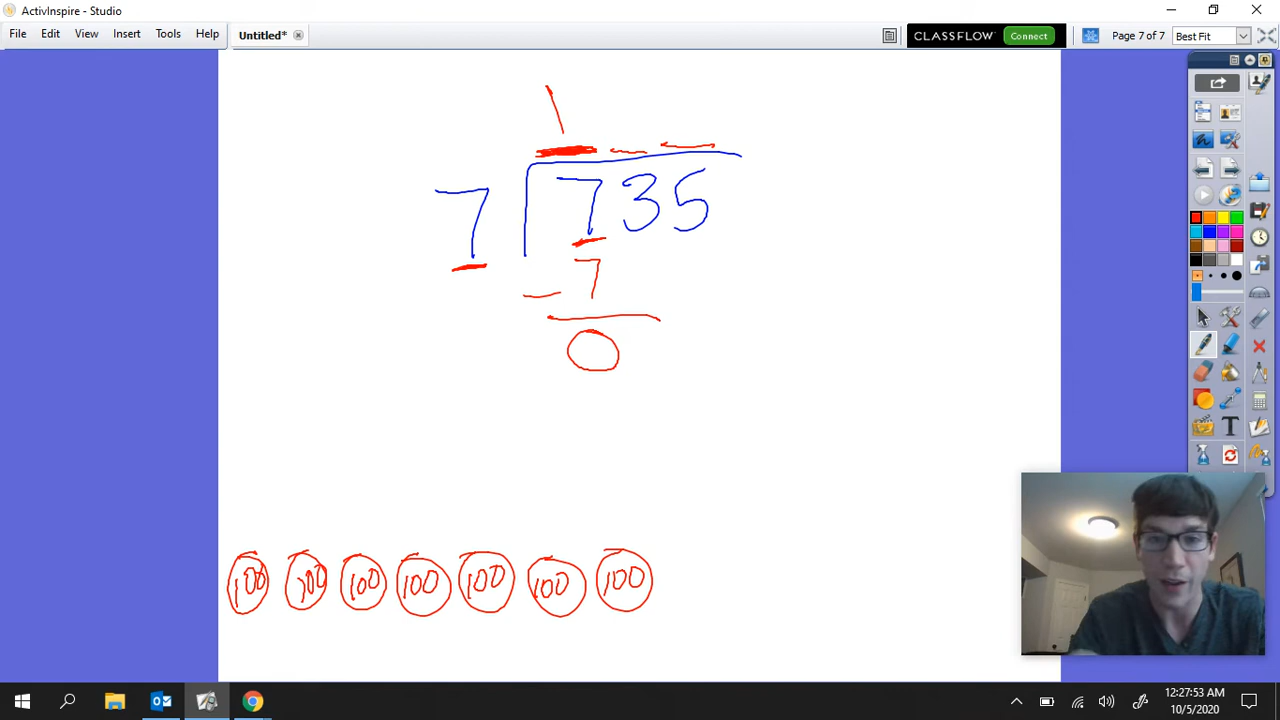 ActivInspire - Studio
File Edit View Insert Tools Help Untitled* CLASSFLOW Connect Page 7 of 7 Best Fit
1
7 735
- 7
0
100 100 100 100 100 100 100
T
12:27:53 AM
10/5/2020